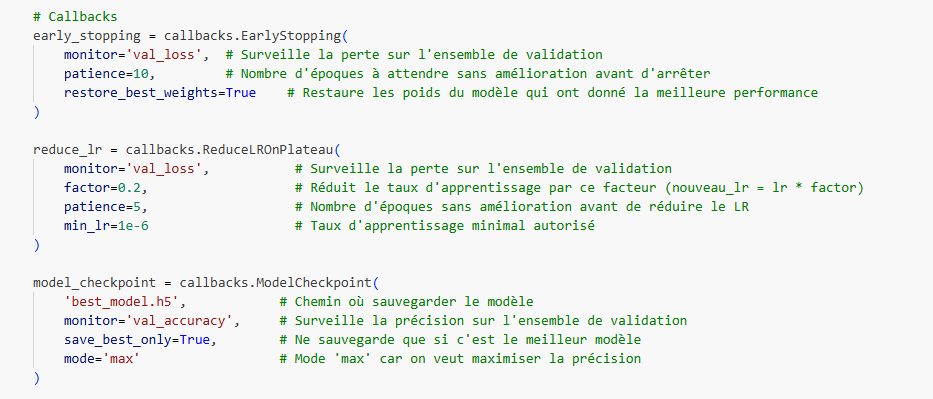 # Callbacks
early_stopping = callbacks.EarlyStopping(
    monitor='val_loss',  # Surveille la perte sur l'ensemble de validation
    patience=10,         # Nombre d'époques à attendre sans amélioration avant d'arrêter
    restore_best_weights=True    # Restaure les poids du modèle qui ont donné la meilleure performance
)
reduce_lr = callbacks.ReduceLROnPlateau(
    monitor='val_loss',           # Surveille la perte sur l'ensemble de validation
    factor=0.2,                   # Réduit le taux d'apprentissage par ce facteur (nouveau_lr = lr * factor)
    patience=5,                   # Nombre d'époques sans amélioration avant de réduire le LR
    min_lr=1e-6                   # Taux d'apprentissage minimal autorisé
)
model_checkpoint = callbacks.ModelCheckpoint(
    'best_model.h5',            # Chemin où sauvegarder le modèle
    monitor='val_accuracy',     # Surveille la précision sur l'ensemble de validation
    save_best_only=True,        # Ne sauvegarde que si c'est le meilleur modèle
    mode='max'                  # Mode 'max' car on veut maximiser la précision
)